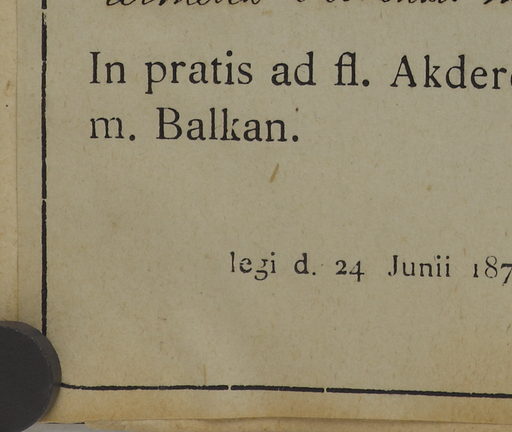 In pratis ad fl. Akder
m. Balkan.
legi d. 24 Junii 187